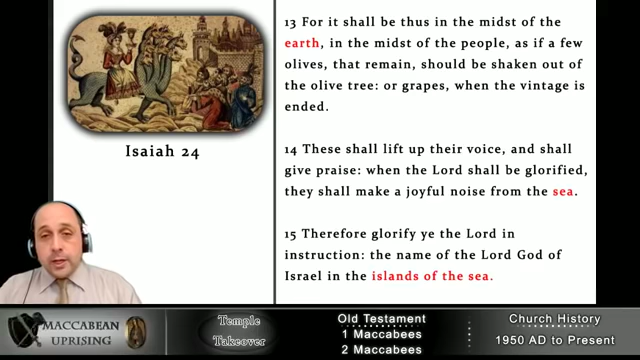 Isaiah 24
13 For it shall be thus in the midst of the
earth, in the midst of the people, as if a few
olives, that remain, should be shaken out of
the olive tree: or grapes, when the vintage is
ended.
14 These shall lift up their voice, and shall
give praise: when the Lord shall be glorified,
they shall make a joyful noise from the sea.
15 Therefore glorify ye the Lord in
instruction: the name of the Lord God of
Israel in the islands of the sea.
MACCABEAN
UPRISING
Temple
Takeover
Old Testament
1 Maccabees
2 Maccabees
Church History
1950 AD to Present